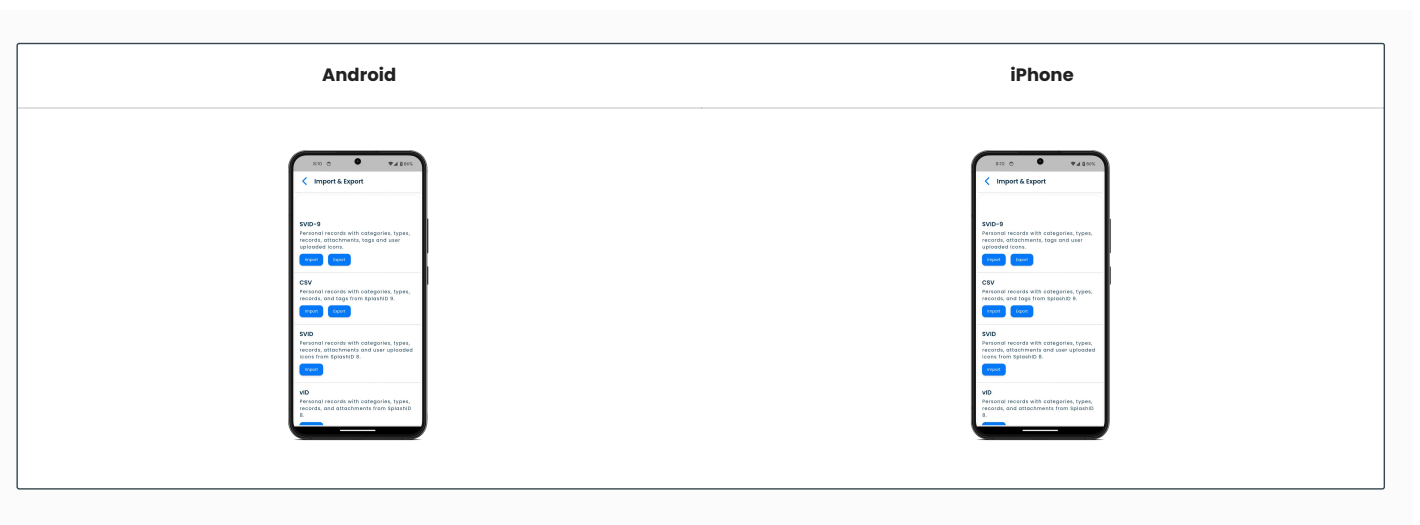 Android
iPhone
8:10 86%
Import & Export
SVID-9
Personal records with categories, types,
records, attachments, tags and user
uploaded icons.
Import Export
CSV
Personal records with categories, types,
records, and tags from SplashID 9.
Import Export
SVID
Personal records with categories, types,
records, attachments and user uploaded
icons from SplashID 8.
Import
vID
Personal records with categories, types,
records, and attachments from SplashID
8.
8:10 86%
Import & Export
SVID-9
Personal records with categories, types,
records, attachments, tags and user
uploaded icons.
Import Export
CSV
Personal records with categories, types,
records, and tags from SplashID 9.
Import Export
SVID
Personal records with categories, types,
records, attachments and user uploaded
icons from SplashID 8.
Import
vID
Personal records with categories, types,
records, and attachments from SplashID
8.